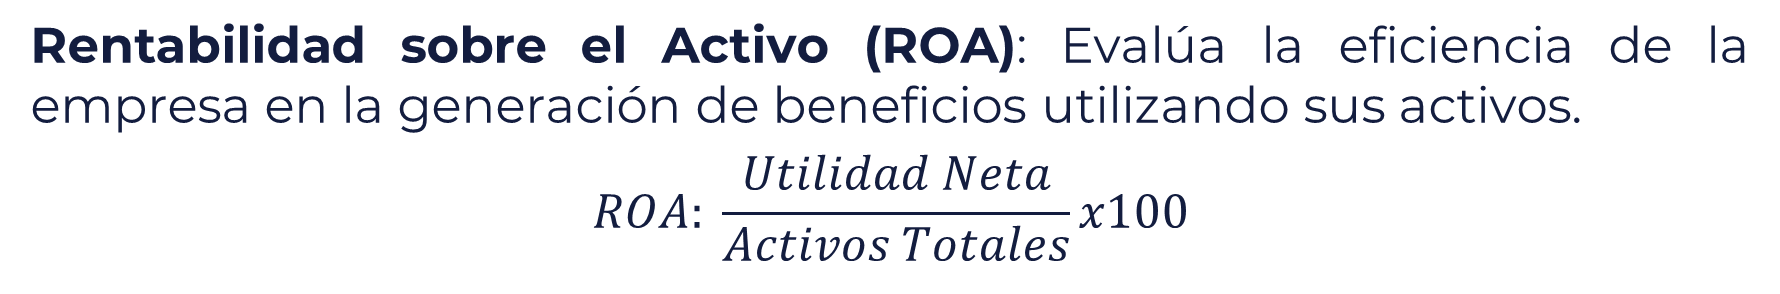 Rentabilidad sobre el Activo (ROA): Evalúa la eficiencia de la
empresa en la generación de beneficios utilizando sus activos.
Utilidad Neta
ROA: x100
Activos Totales